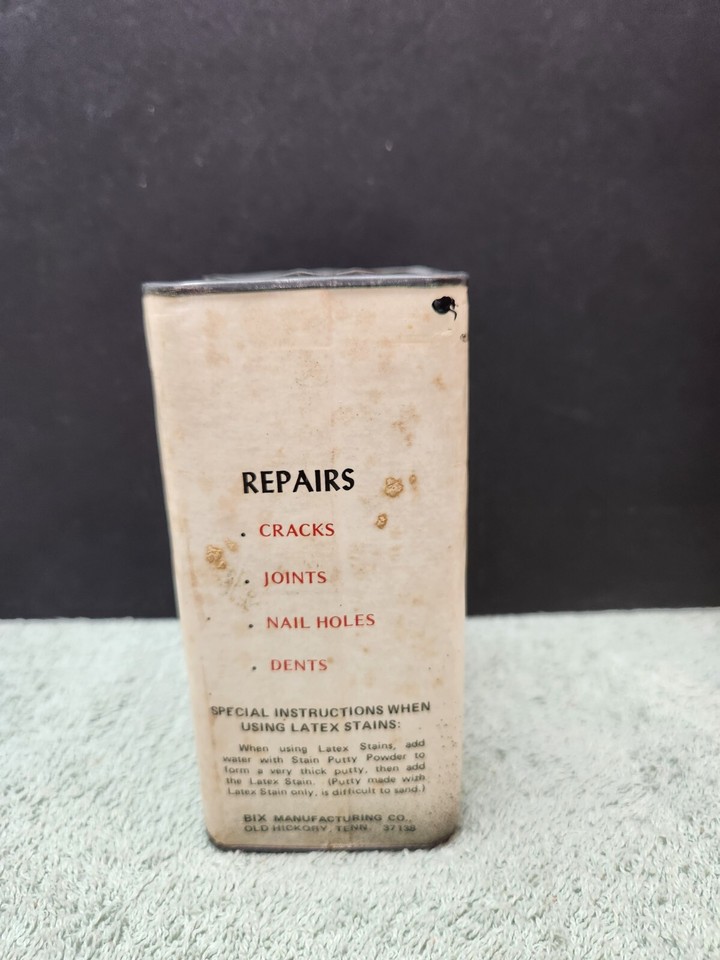 REPAIRS
. CRACKS
. JOINTS
. NAIL HOLES
. DENTS
SPECIAL INSTRUCTIONS WHEN
USING LATEX STAINS:
When using Latex Stains, add
water with Stain Putty Powder to
form a very thick putty, then add
the Latex Stain. (Putty made with
Latex Stain only, is difficult to sand.)
BIX MANUFACTURING CO.,
OLD HICKORY, TENN. 37138